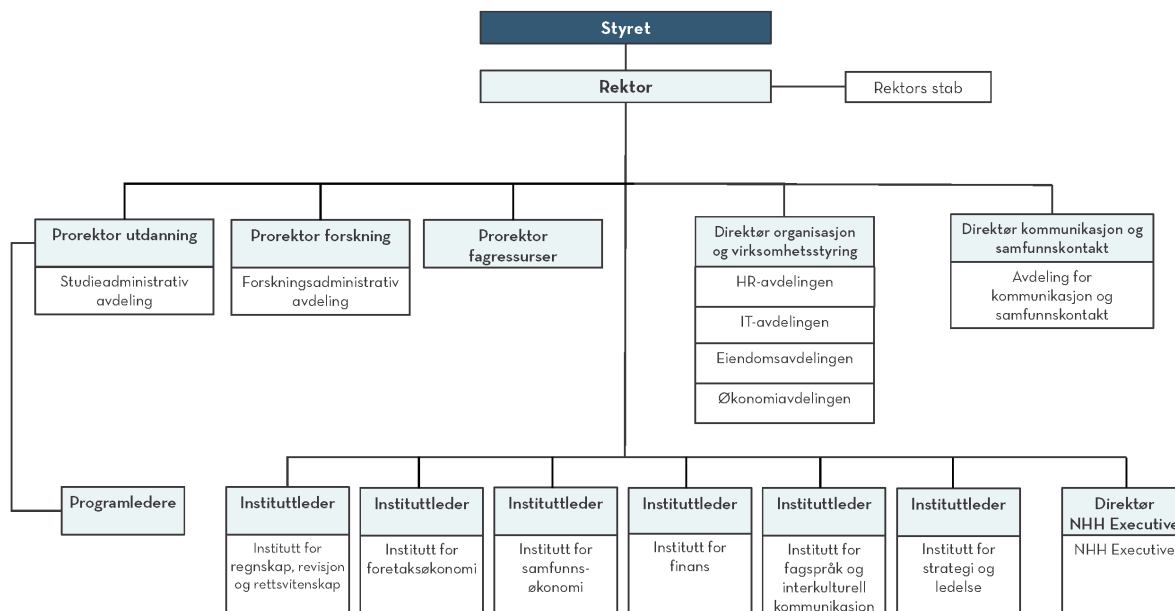 Styret
Rektor
Rektors stab
Prorektor utdanning
Studieadministrativ
avdeling
Prorektor forskning
Forskningsadministrativ
avdeling
Prorektor
fagressurser
Direktør organisasjon
og virksomhetsstyring
HR-avdelingen
IT-avdelingen
Eiendomsavdelingen
Økonomiavdelingen
Direktør kommunikasjon og
samfunnskontakt
Avdeling for
kommunikasjon og
samfunnskontakt
Programledere
Instituttleder
Institutt for
regnskap, revisjon
og rettsvitenskap
Instituttleder
Institutt for
foretaksøkonomi
Instituttleder
Institutt for
samfunns-
økonomi
Instituttleder
Institutt for
finans
Instituttleder
Institutt for
fagspråk og
interkulturell
kommunikasjon
Instituttleder
Institutt for
strategi og
ledelse
Direktør
NHH Executive
NHH Executive